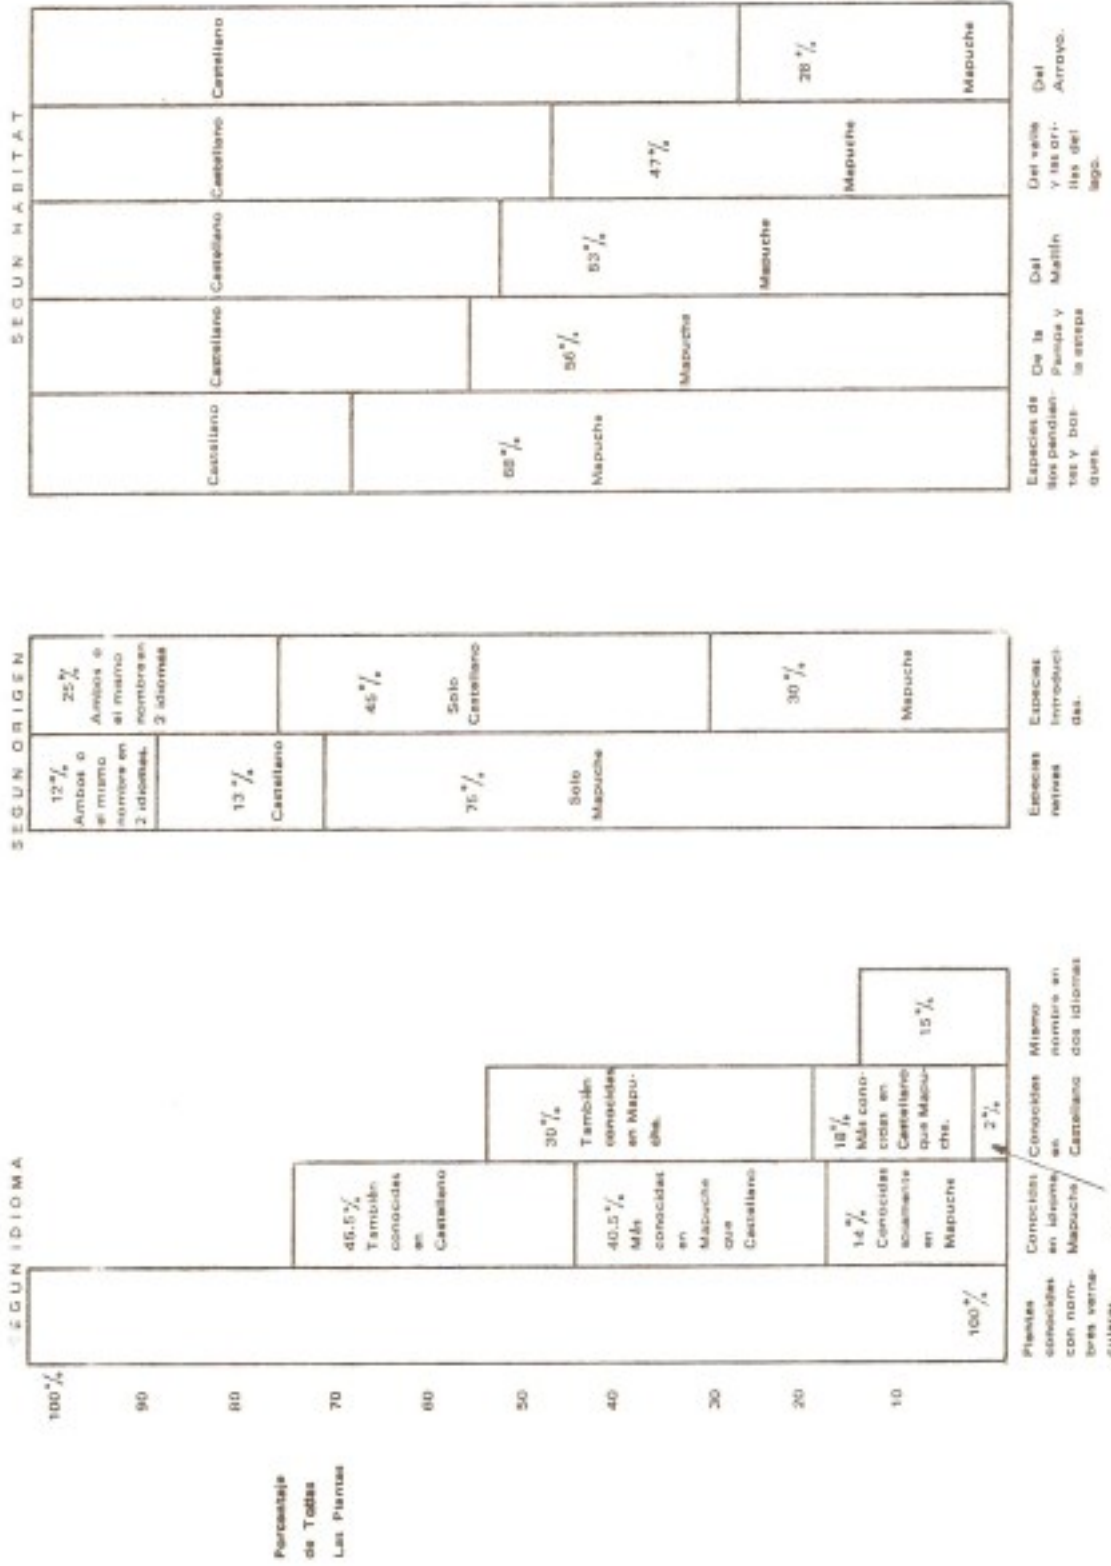 SEGUN IDIOMA
SEGUN ORIGEN
SEGUN HABITAT
Porcentaje
de Todas
Las Plantas
100%
90
80
70
60
50
40
30
20
10
100%
Plantas
conocidas
con nom-
bres verna-
45.5%
También
conocidas
en
Castellano
40.5%
Más
conocidas
en
Mapuche
que
Castellano
14%
Conocidas
solamente
en
Mapuche
Conocidas
en idioma
Mapuche
30%
También
conocidas
en Mapu-
che.
18%
Más cono-
cidas en
Castellano
que Mapu-
che.
2%
Conocidas
en
Castellano
15%
Mismo
nombre en
dos idiomas
12%
Ambos o
el mismo
nombre en
2 idiomas.
13%
Castellano
75%
Solo
Mapuche
Especies
nativas
25%
Ambos o
el mismo
nombre en
2 idiomas
45%
Solo
Castellano
30%
Mapuche
Especies
Introduci-
das.
Castellano
68%
Mapuche
Especies de
y bos-
ques.
Castellano
56%
Mapuche
De la
Pampa y
la estepa
Castellano
53%
Mapuche
Del
Mallín
Castellano
47%
Mapuche
Del valle
y las ori-
llas del
lago.
Castellano
28%
Mapuche
Del
Arroyo.